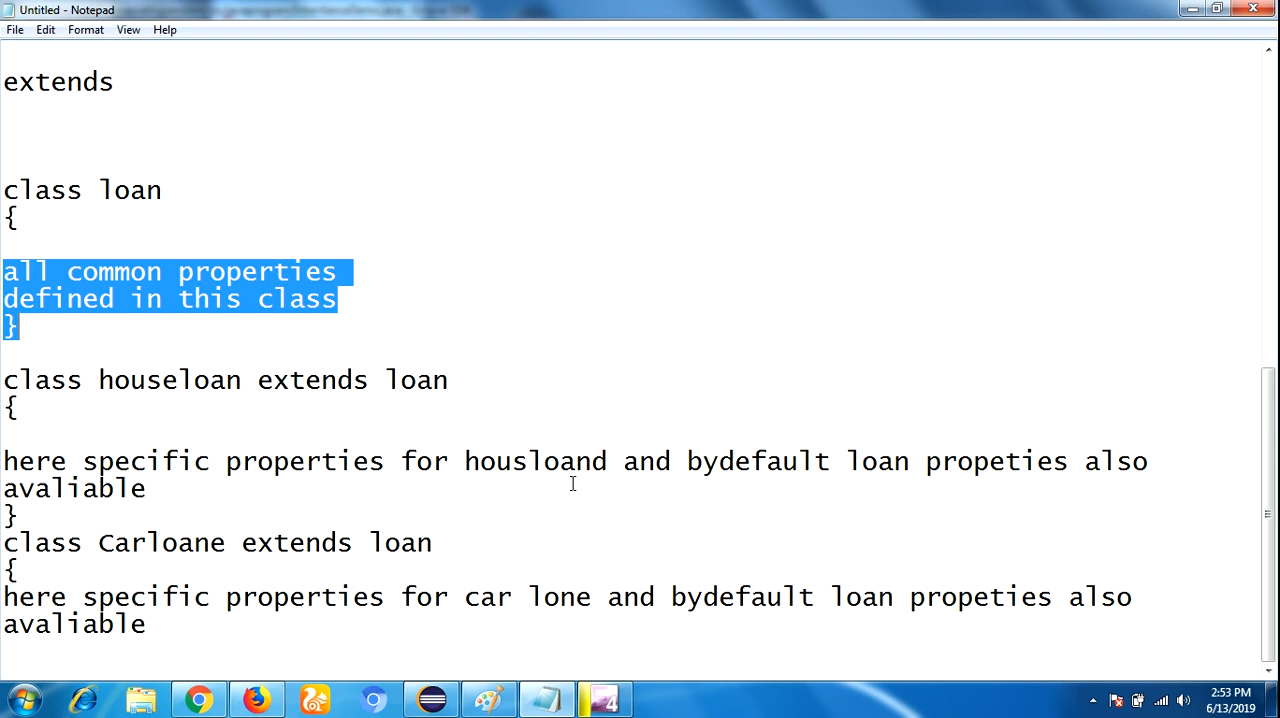 Untitled - Notepad
File Edit Format View Help
extends
class loan
{
all common properties
defined in this class
}
class houseloan extends loan
{
here specific properties for housloand and bydefault loan propeties also
avaliable
}
class Carloane extends loan
{
here specific properties for car lone and bydefault loan propeties also
avaliable
4
2:53 PM
6/13/2019